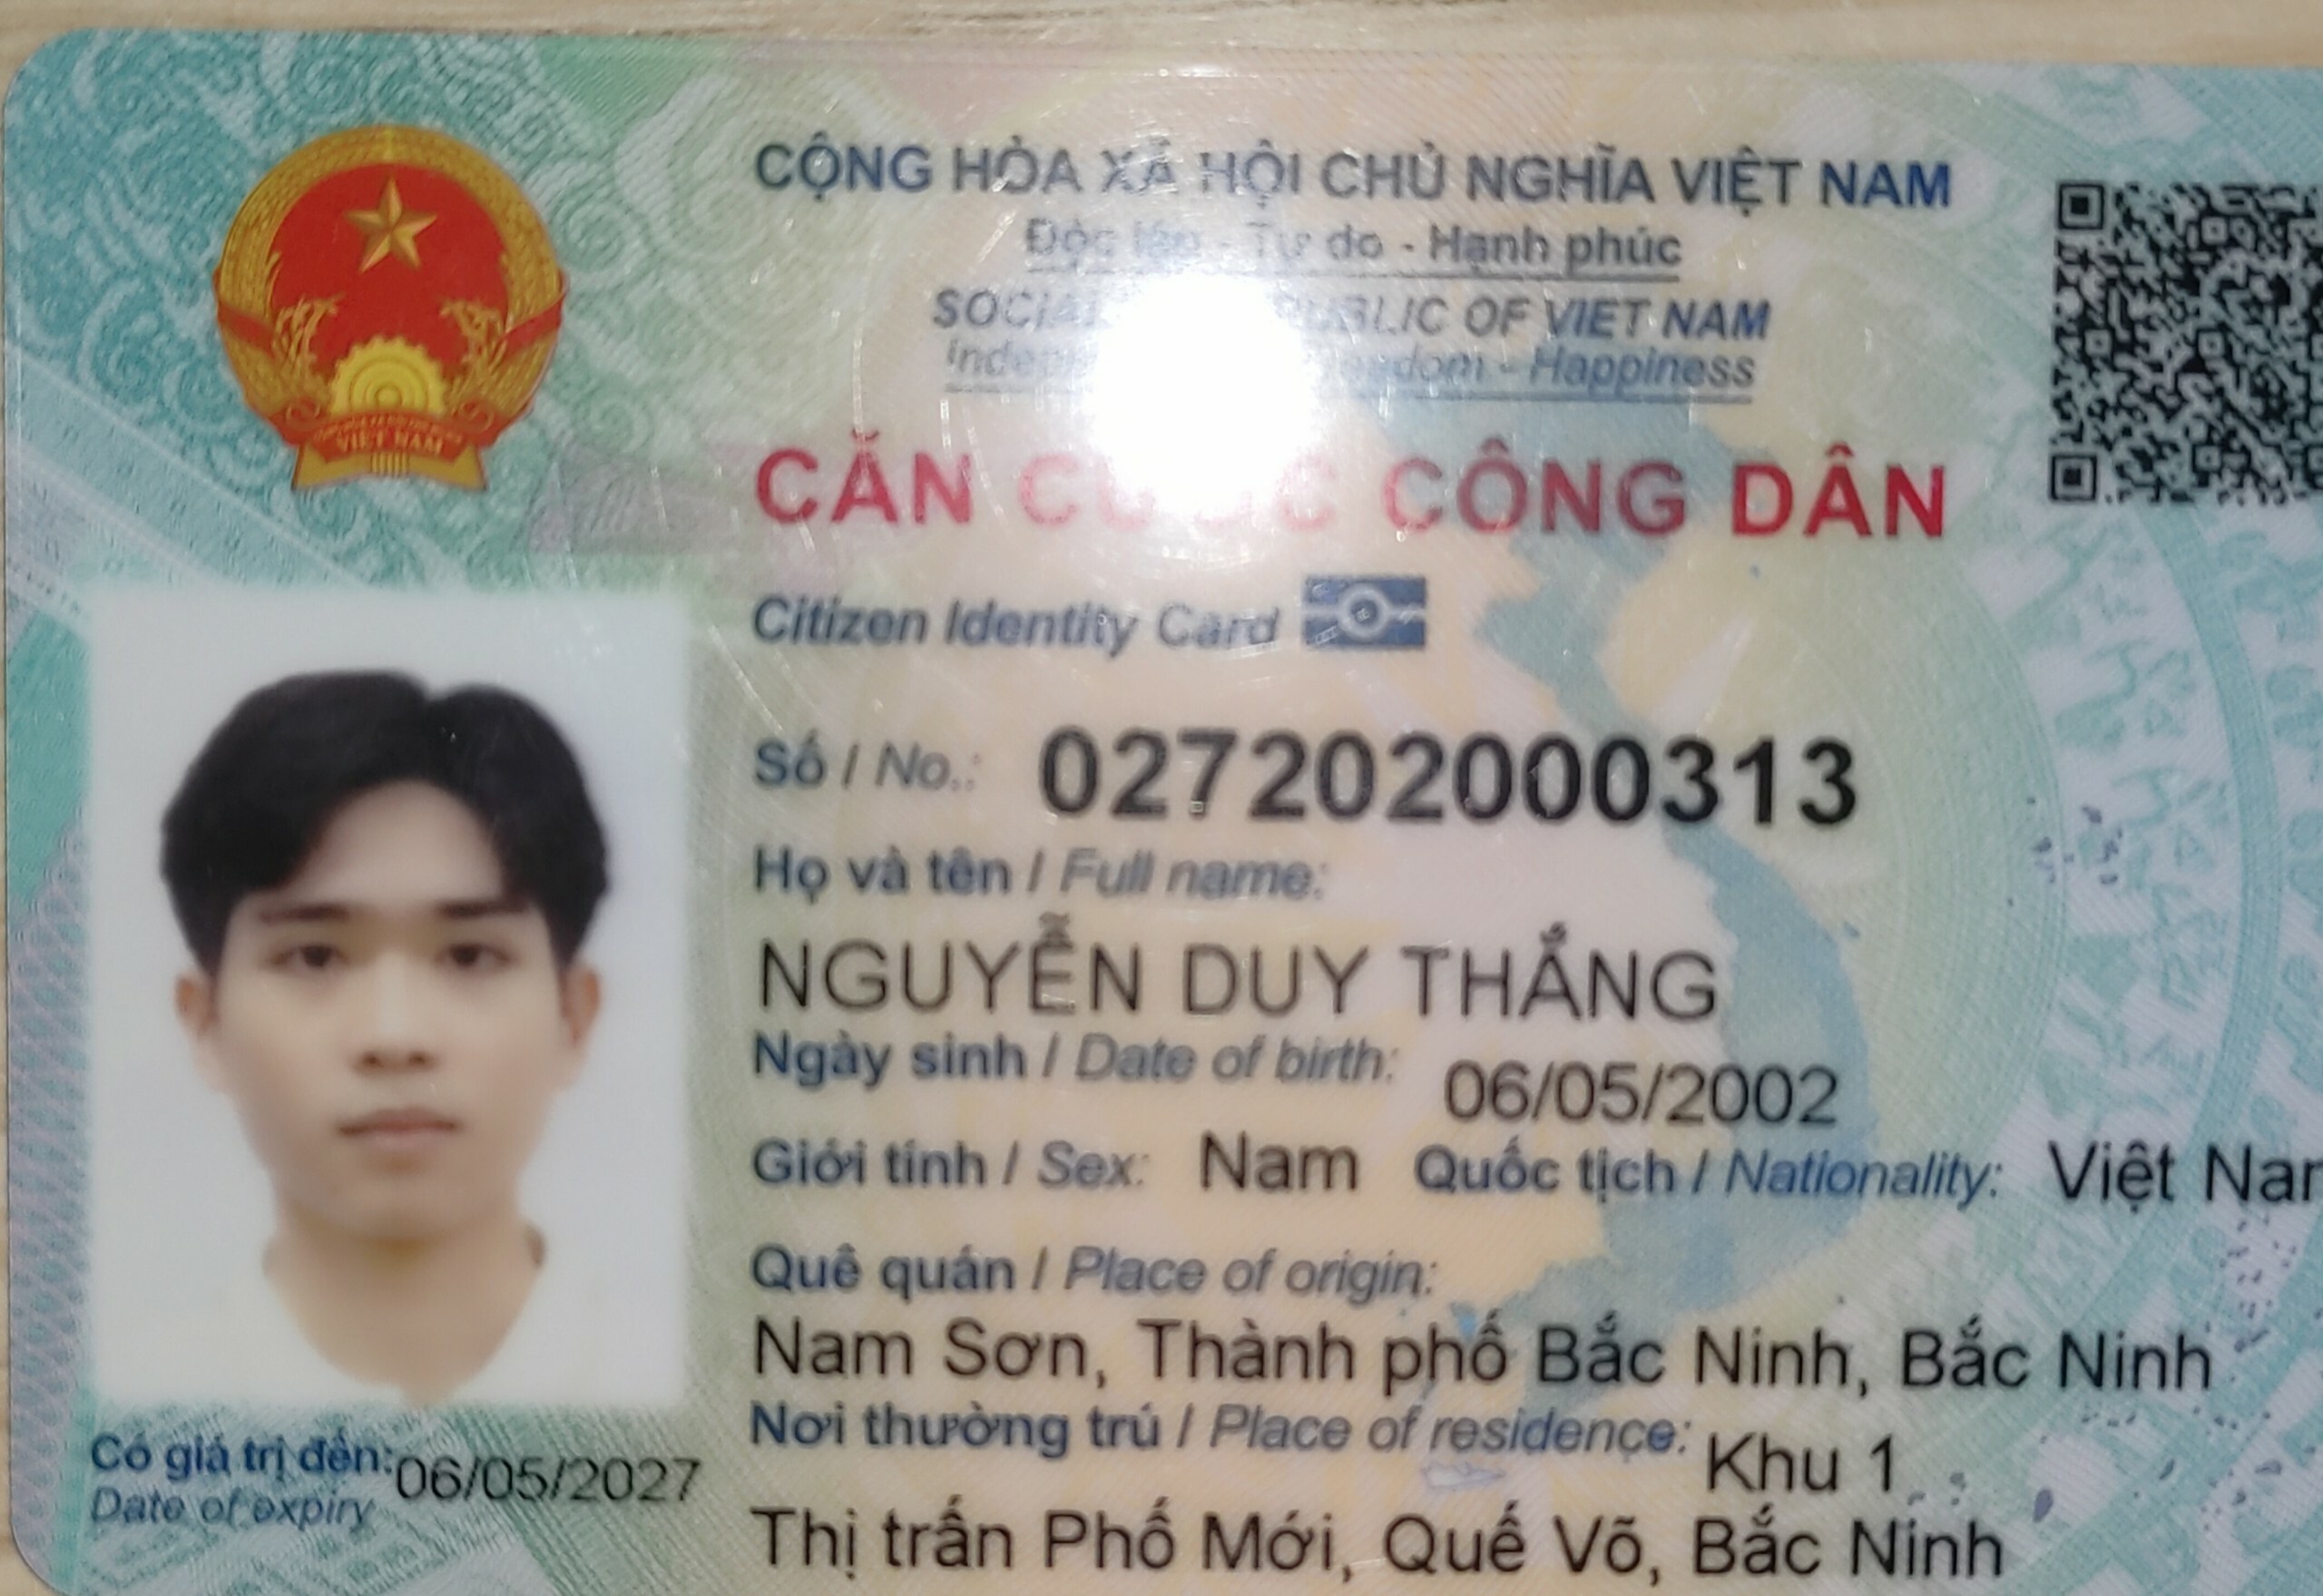 CỘNG HÒA XÃ HỘI CHỦ NGHĨA VIỆT NAM
Độc lập - Tự do - Hạnh phúc
OF VIET NAM
- Happiness
VIỆT NAM
CĂN CÔNG DÂN
Citizen Identity Card
Số / No.: 027202000313
Họ và tên / Full name:
NGUYỄN DUY THẮNG
Ngày sinh / Date of birth: 06/05/2002
Giới tính / Sex: Nam Quốc tịch / Nationality: Việt
Quê quán / Place of origin:
Nam Sơn, Thành phố Bắc Ninh, Bắc Ninh
Nơi thường trú / Place of residence: Khu 1
Thị trấn Phố Mới, Quế Võ, Bắc Ninh
Có giá trị đến: 06/05/2027
Date of expiry